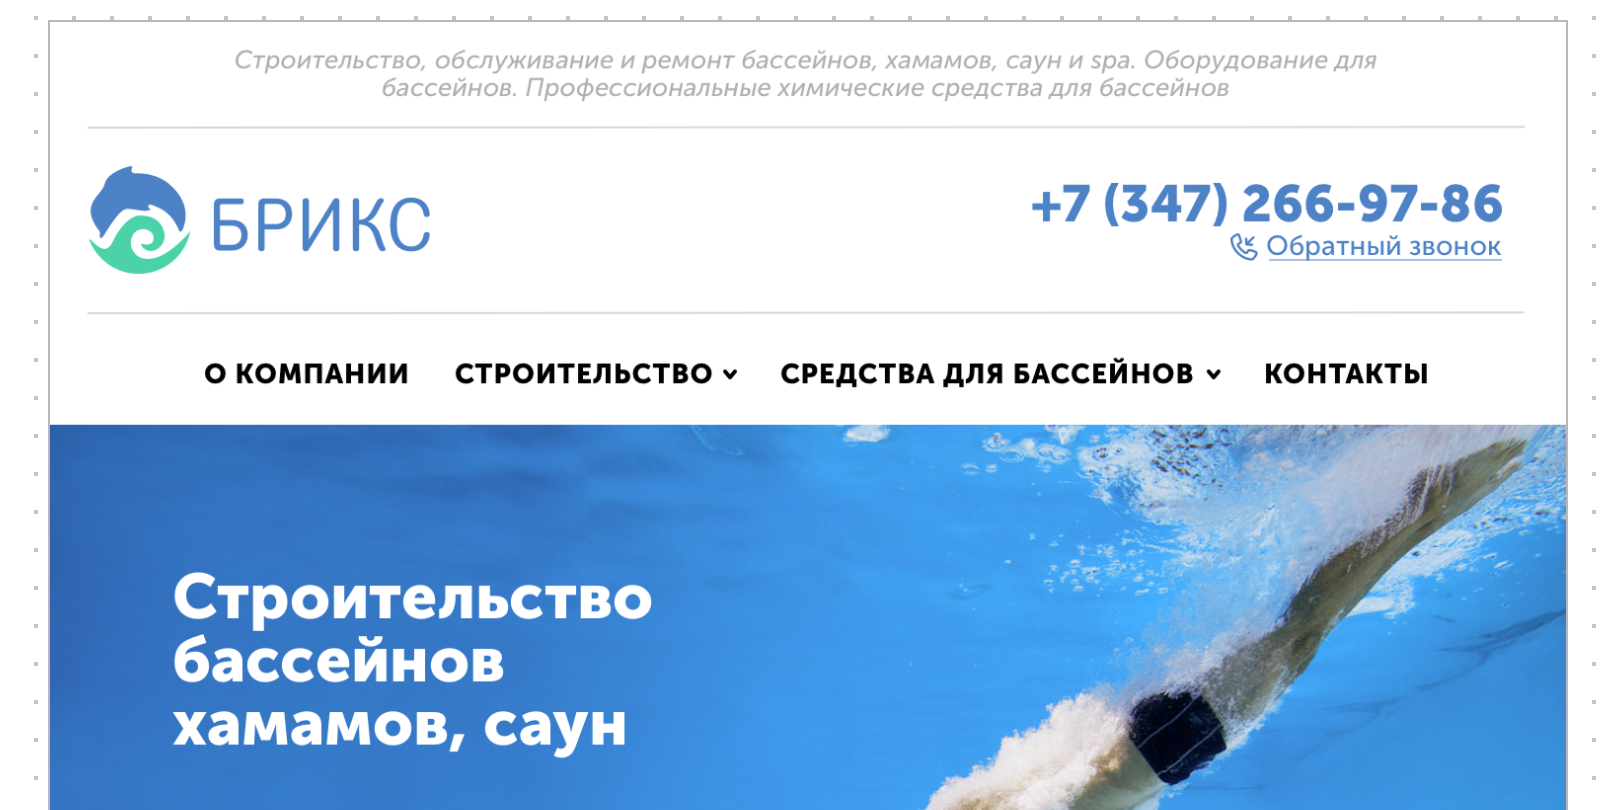 Строительство, обслуживание и ремонт бассейнов, хамамов, саун и spa. Оборудование для
бассейнов. Профессиональные химические средства для бассейнов
БРИКС
+7 (347) 266-97-86
Обратный звонок
О КОМПАНИИ СТРОИТЕЛЬСТВО СРЕДСТВА ДЛЯ БАССЕЙНОВ КОНТАКТЫ
Строительство
бассейнов
хамамов, саун